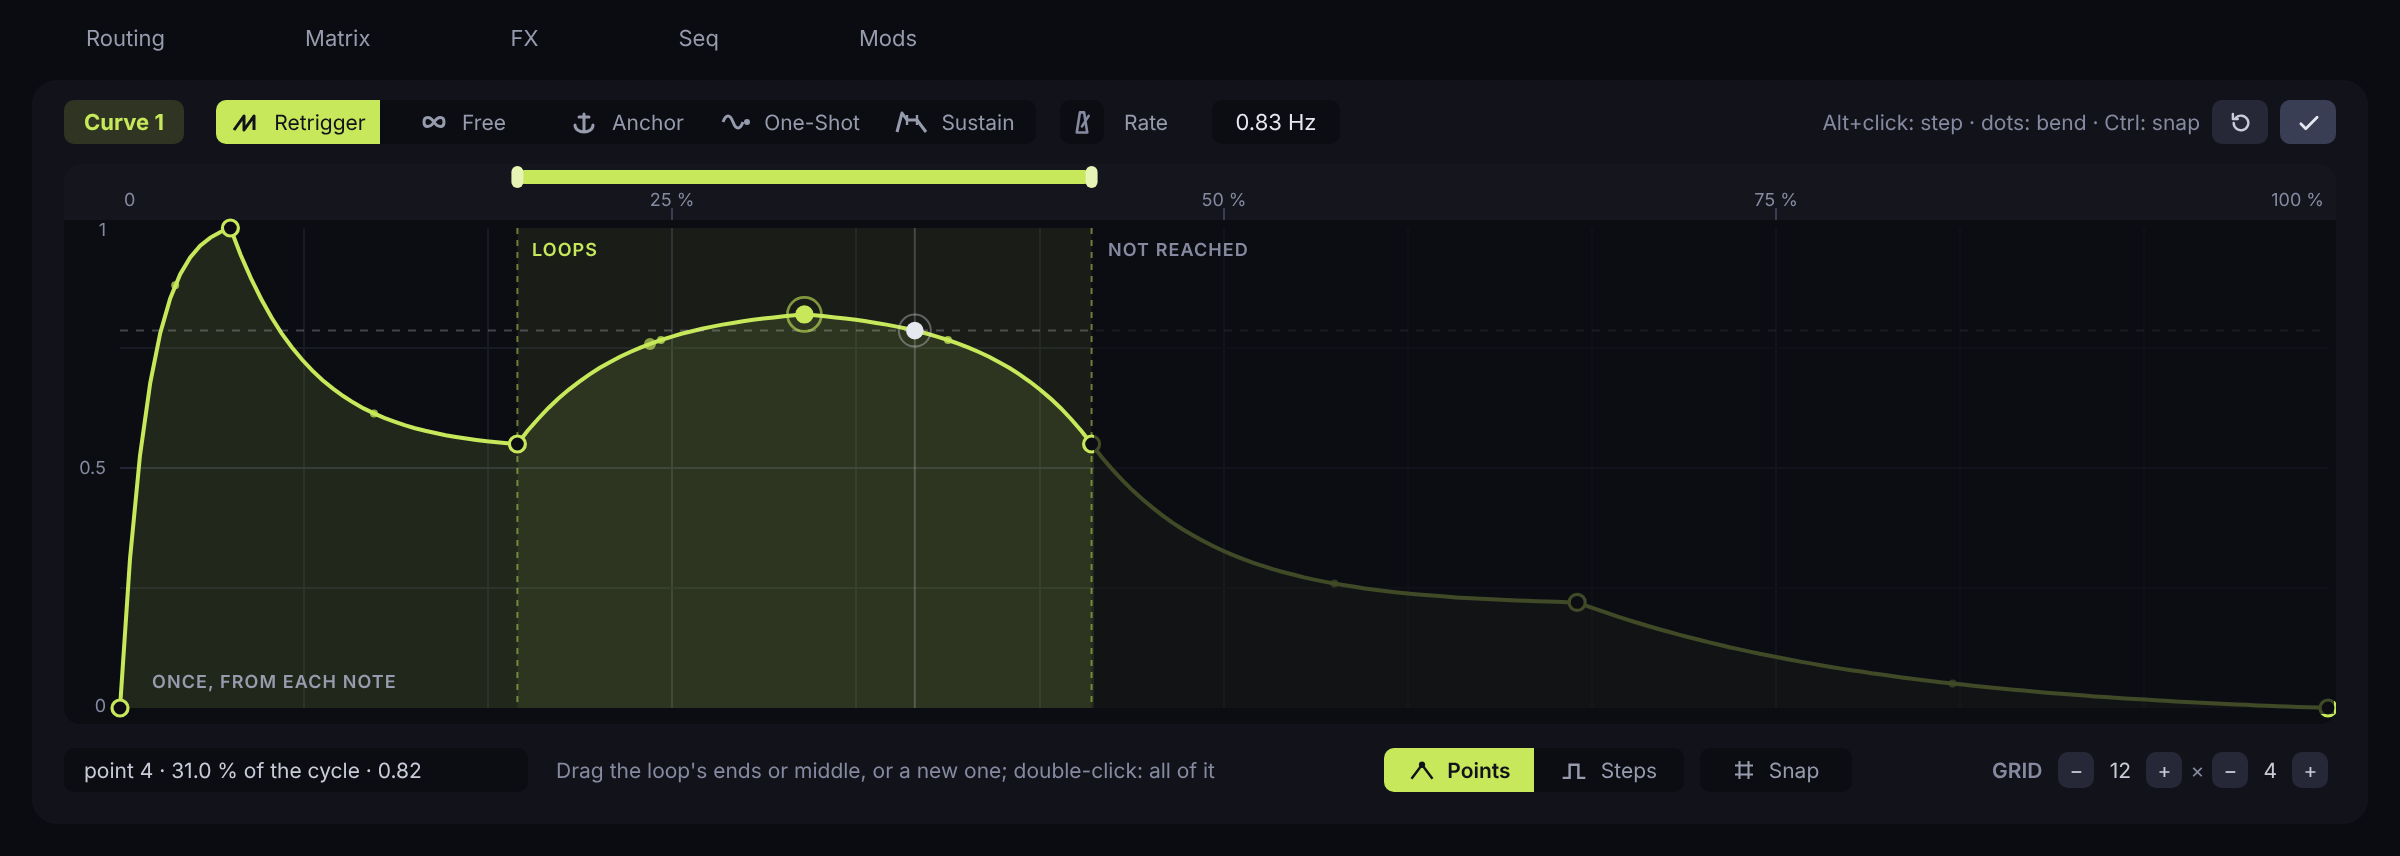 Routing Matrix FX Seq Mods
Curve 1 Retrigger Free Anchor One-Shot Sustain Rate 0.83 Hz Alt+click: step · dots: bend · Ctrl: snap
0 25 % 50 % 75 % 100 %
1
LOOPS NOT REACHED
0.5
ONCE, FROM EACH NOTE
0
point 4 · 31.0 % of the cycle · 0.82 Drag the loop's ends or middle, or a new one; double-click: all of it Points Steps Snap GRID − 12 + × − 4 +